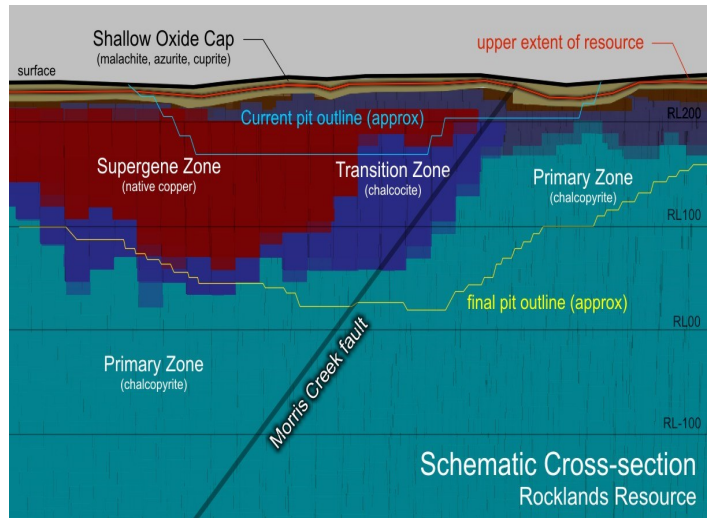 Shallow Oxide Cap
(malachite, azurite, cuprite)
upper extent of resource
surface
Current pit outline (approx)
RL200
Supergene Zone
(native copper)
Transition Zone
(chalcocite)
Primary Zone
(chalcopyrite)
RL100
final pit outline (approx)
RL00
Primary Zone
(chalcopyrite)
Morris Creek fault
RL-100
Schematic Cross-section
Rocklands Resource